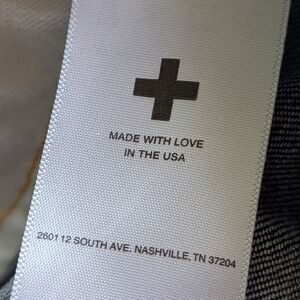 MADE WITH LOVE
IN THE USA
260112 SOUTH AVE. NASHVILLE, TN 37204